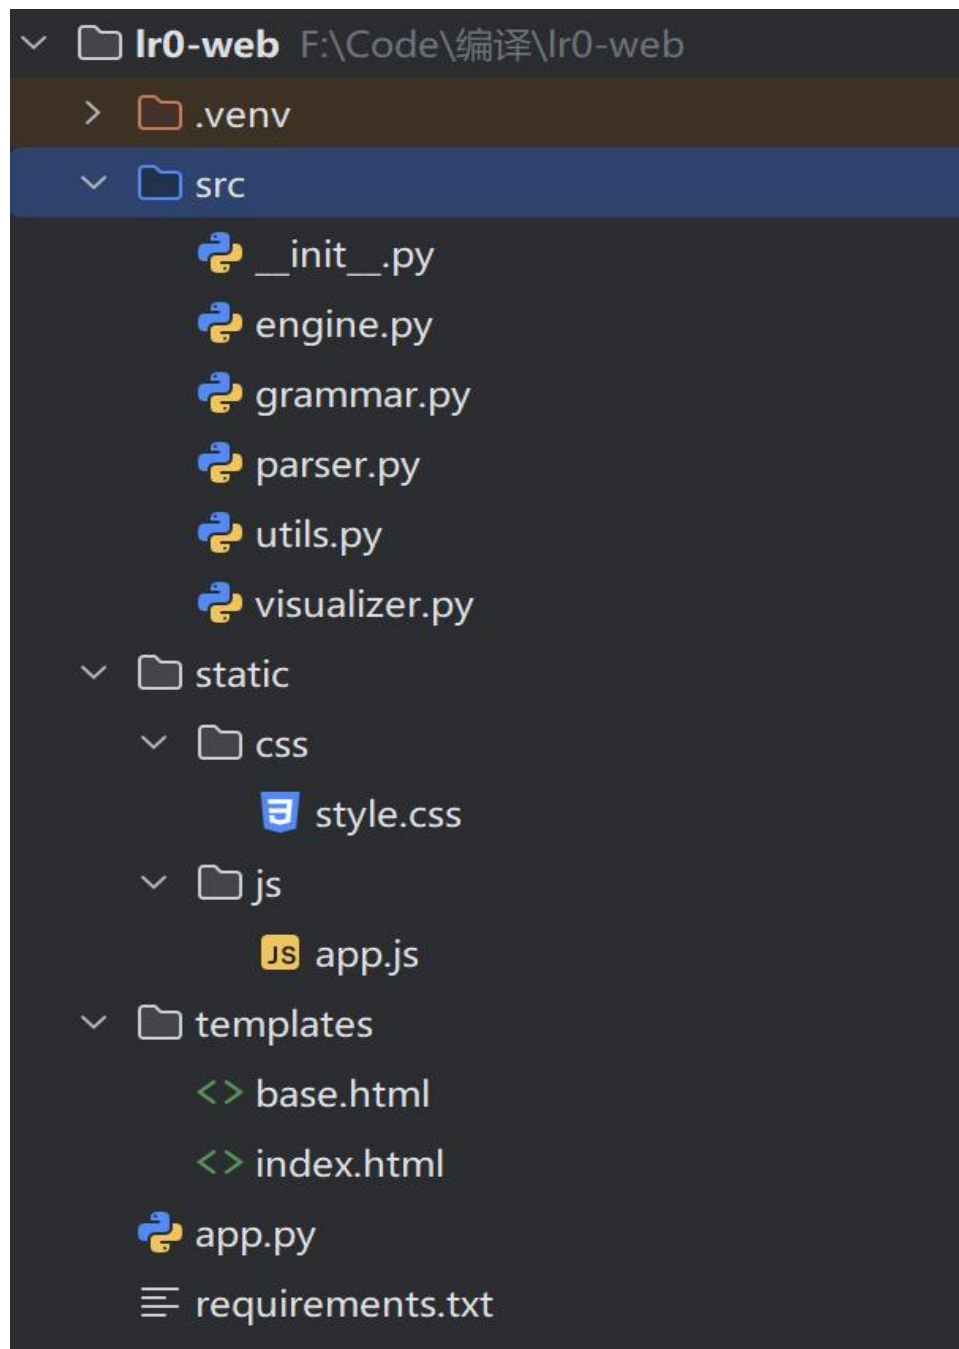 lr0-web F:\Code\编译\lr0-web
.venv
src
__init__.py
engine.py
grammar.py
parser.py
utils.py
visualizer.py
static
css
style.css
js
JS app.js
templates
<> base.html
<> index.html
app.py
requirements.txt